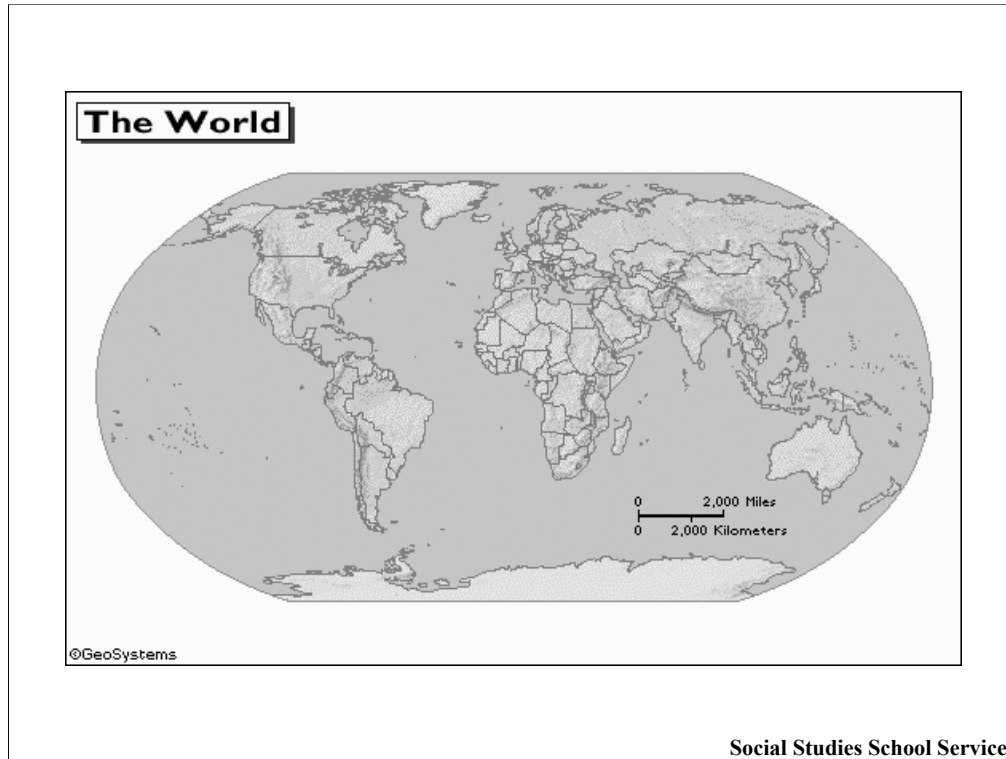 The World
0 2,000 Miles
0 2,000 Kilometers
©GeoSystems
Social Studies School Service